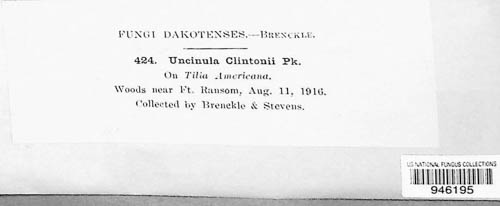 FUNGI DAKOTENSES.—BRENCKLE.
424. Uncinula Clintonii Pk.
On Tilia Americana.
Woods near Ft. Ransom, Aug. 11, 1916.
Collected by Brenckle & Stevens.
US NATIONAL FUNGUS COLLECTIONS
946195